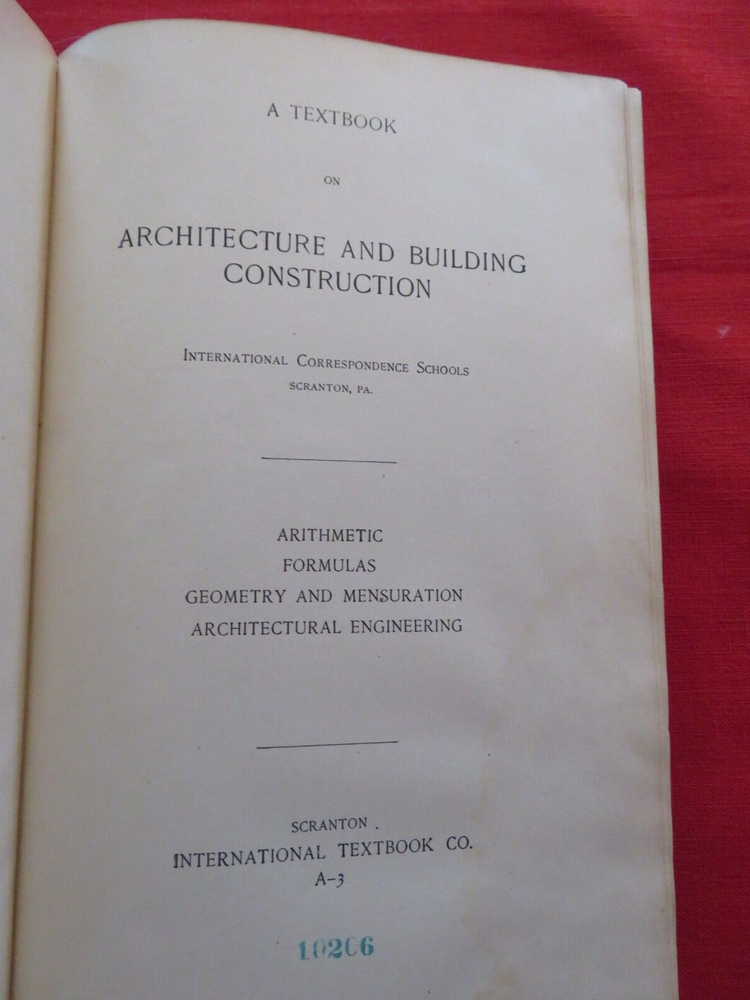 A TEXTBOOK
ON
ARCHITECTURE AND BUILDING
CONSTRUCTION
INTERNATIONAL CORRESPONDENCE SCHOOLS
SCRANTON, PA.
ARITHMETIC
FORMULAS
GEOMETRY AND MENSURATION
ARCHITECTURAL ENGINEERING
SCRANTON
INTERNATIONAL TEXTBOOK CO.
A-3
10206